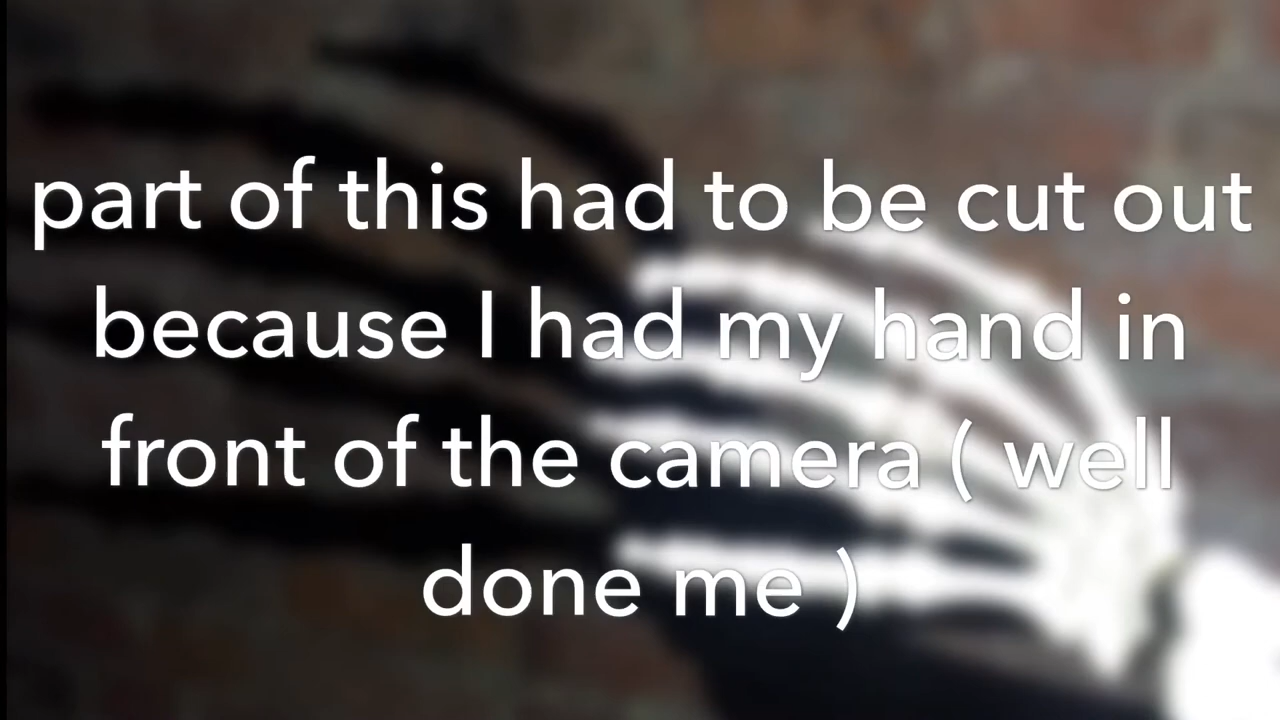 part of this had to be cut out
because I had my hand in
front of the camera ( well
done me )